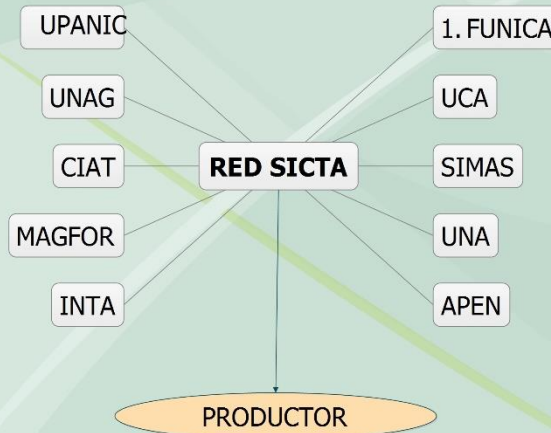 UPANIC
1. FUNICA
UNAG
UCA
CIAT
RED SICTA
SIMAS
MAGFOR
UNA
INTA
APEN
PRODUCTOR